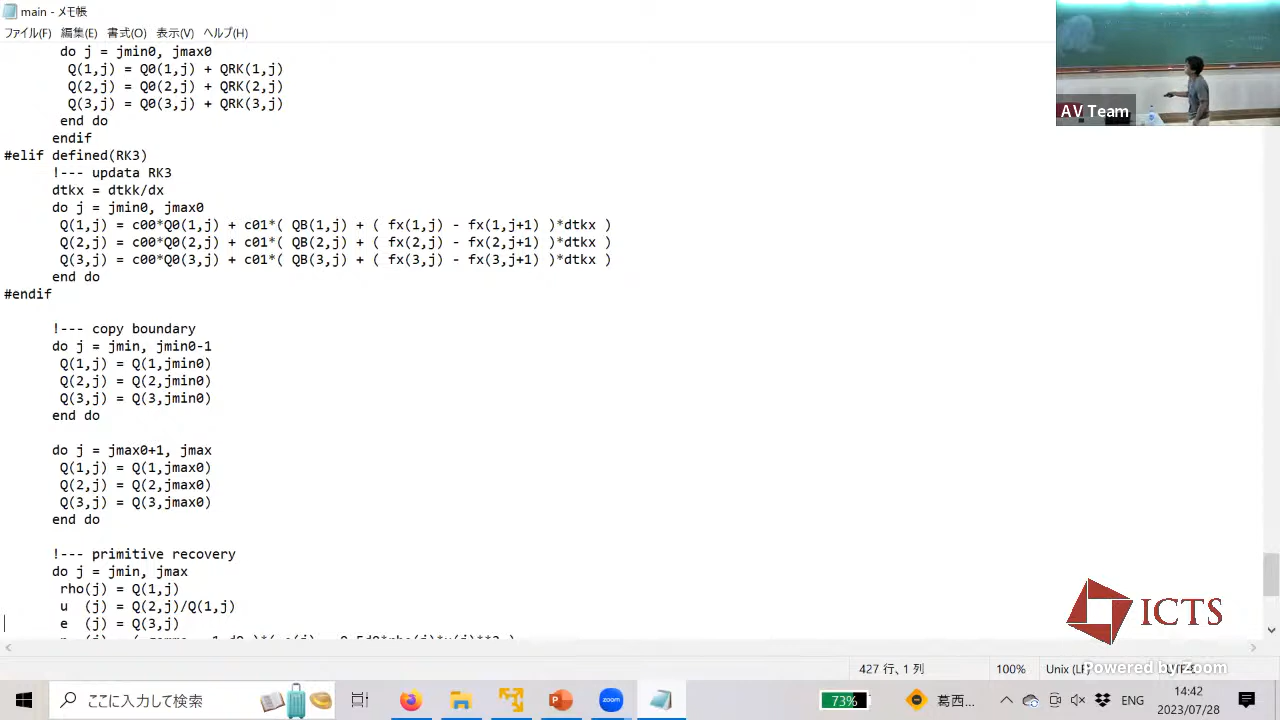 main - メモ帳
ファイル(F) 編集(E) 書式(O) 表示(V) ヘルプ(H)
do j = jmin0, jmax0
Q(1,j) = Q0(1,j) + QRK(1,j)
Q(2,j) = Q0(2,j) + QRK(2,j)
Q(3,j) = Q0(3,j) + QRK(3,j)
end do
endif
#elif defined(RK3)
!--- updata RK3
dtkx = dtkk/dx
do j = jmin0, jmax0
Q(1,j) = c00*Q0(1,j) + c01*( QB(1,j) + ( fx(1,j) - fx(1,j+1) )*dtkx )
Q(2,j) = c00*Q0(2,j) + c01*( QB(2,j) + ( fx(2,j) - fx(2,j+1) )*dtkx )
Q(3,j) = c00*Q0(3,j) + c01*( QB(3,j) + ( fx(3,j) - fx(3,j+1) )*dtkx )
end do
#endif
!--- copy boundary
do j = jmin, jmin0-1
Q(1,j) = Q(1,jmin0)
Q(2,j) = Q(2,jmin0)
Q(3,j) = Q(3,jmin0)
end do
do j = jmax0+1, jmax
Q(1,j) = Q(1,jmax0)
Q(2,j) = Q(2,jmax0)
Q(3,j) = Q(3,jmax0)
end do
!--- primitive recovery
do j = jmin, jmax
rho(j) = Q(1,j)
u (j) = Q(2,j)/Q(1,j)
e (j) = Q(3,j)
AV Team
ICTS
427 行, 1 列 100% Unix (LF)
Powered by Zoom
ここに入力して検索
zoom
73%
葛西...
ENG
14:42
2023/07/28